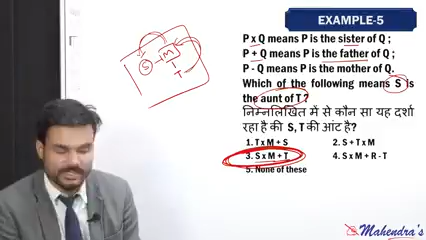 EXAMPLE-5
P x Q means P is the sister of Q ;
P + Q means P is the father of Q ;
P - Q means P is the mother of Q.
Which of the following means S is
the aunt of T?
निम्नलिखित में से कौन सा यह दर्शा
रहा है की S, T की आंट है?
1. T x M + S 2. S + T x M
3. S x M + T 4. S x M + R - T
5. None of these
S M
T
T
Mahendra's